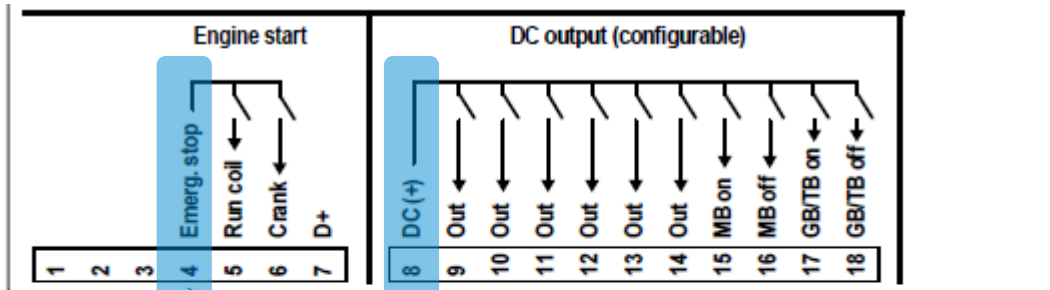 Engine start
DC output (configurable)
Emerg. stop
Run coil
Crank
D+
DC (+)
Out
Out
Out
Out
Out
Out
MB on
MB off
GB/TB on
GB/TB off
1 2 3 4 5 6 7 8 9 10 11 12 13 14 15 16 17 18